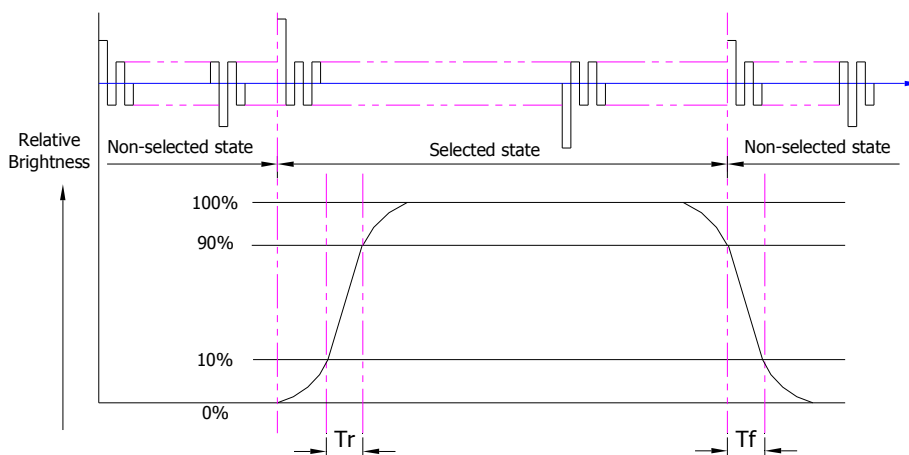 Relative
Brightness
Non-selected state
Selected state
Non-selected state
100%
90%
10%
0%
Tr
Tf